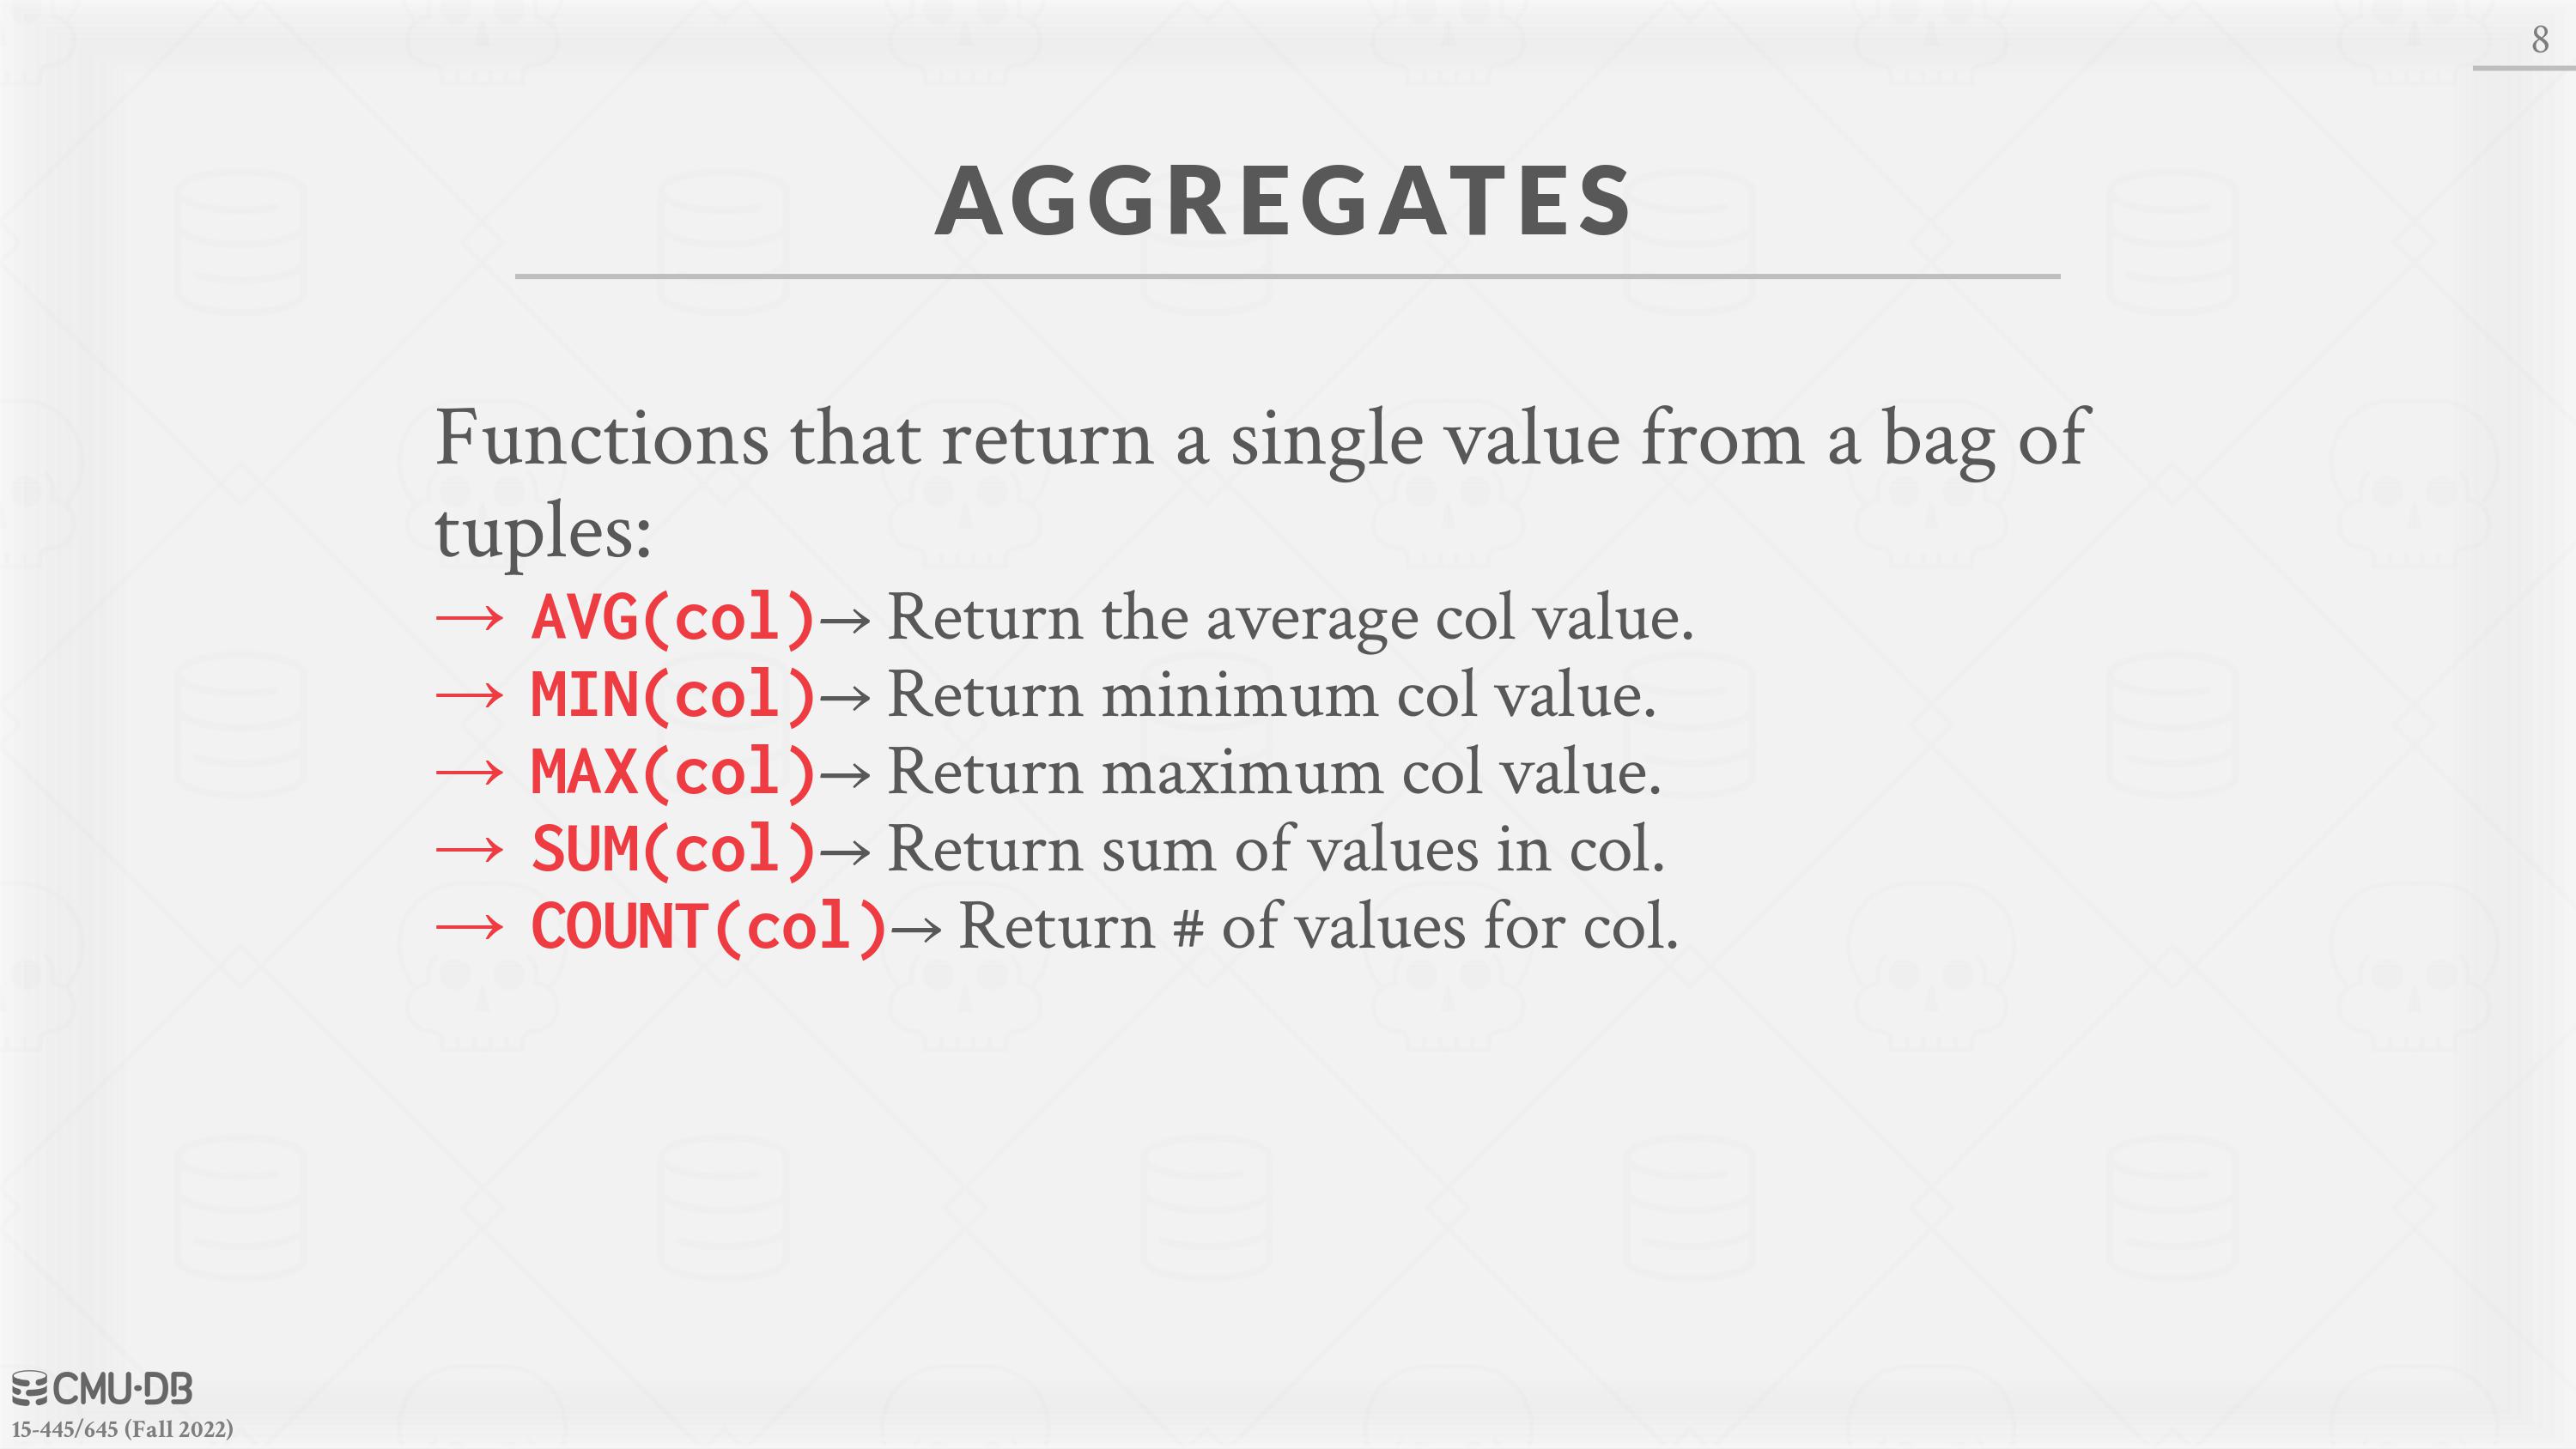 8
AGGREGATES
Functions that return a single value from a bag of
tuples:
→ AVG(col)→ Return the average col value.
→ MIN(col)→ Return minimum col value.
→ MAX(col)→ Return maximum col value.
→ SUM(col)→ Return sum of values in col.
→ COUNT(col)→ Return # of values for col.
CMU·DB
15-445/645 (Fall 2022)